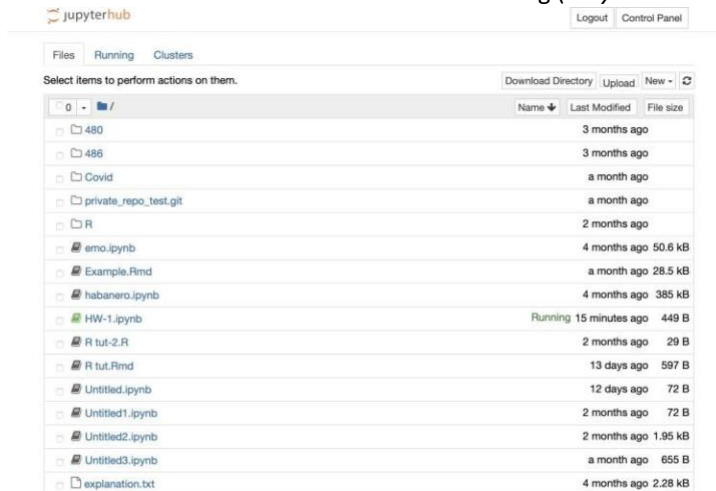 jupyterhub
Logout Control Panel
Files Running Clusters
Select items to perform actions on them.
Download Directory Upload New
0 /
Name Last Modified File size
480 3 months ago
486 3 months ago
Covid a month ago
private_repo_test.git a month ago
R 2 months ago
emo.ipynb 4 months ago 50.6 kB
Example.Rmd a month ago 28.5 kB
habanero.ipynb 4 months ago 385 kB
HW-1.ipynb Running 15 minutes ago 449 B
R tut-2.R 2 months ago 29 B
R tut.Rmd 13 days ago 597 B
Untitled.ipynb 12 days ago 72 B
Untitled1.ipynb 2 months ago 72 B
Untitled2.ipynb 2 months ago 1.95 kB
Untitled3.ipynb a month ago 655 B
explanation.txt 4 months ago 2.28 kB